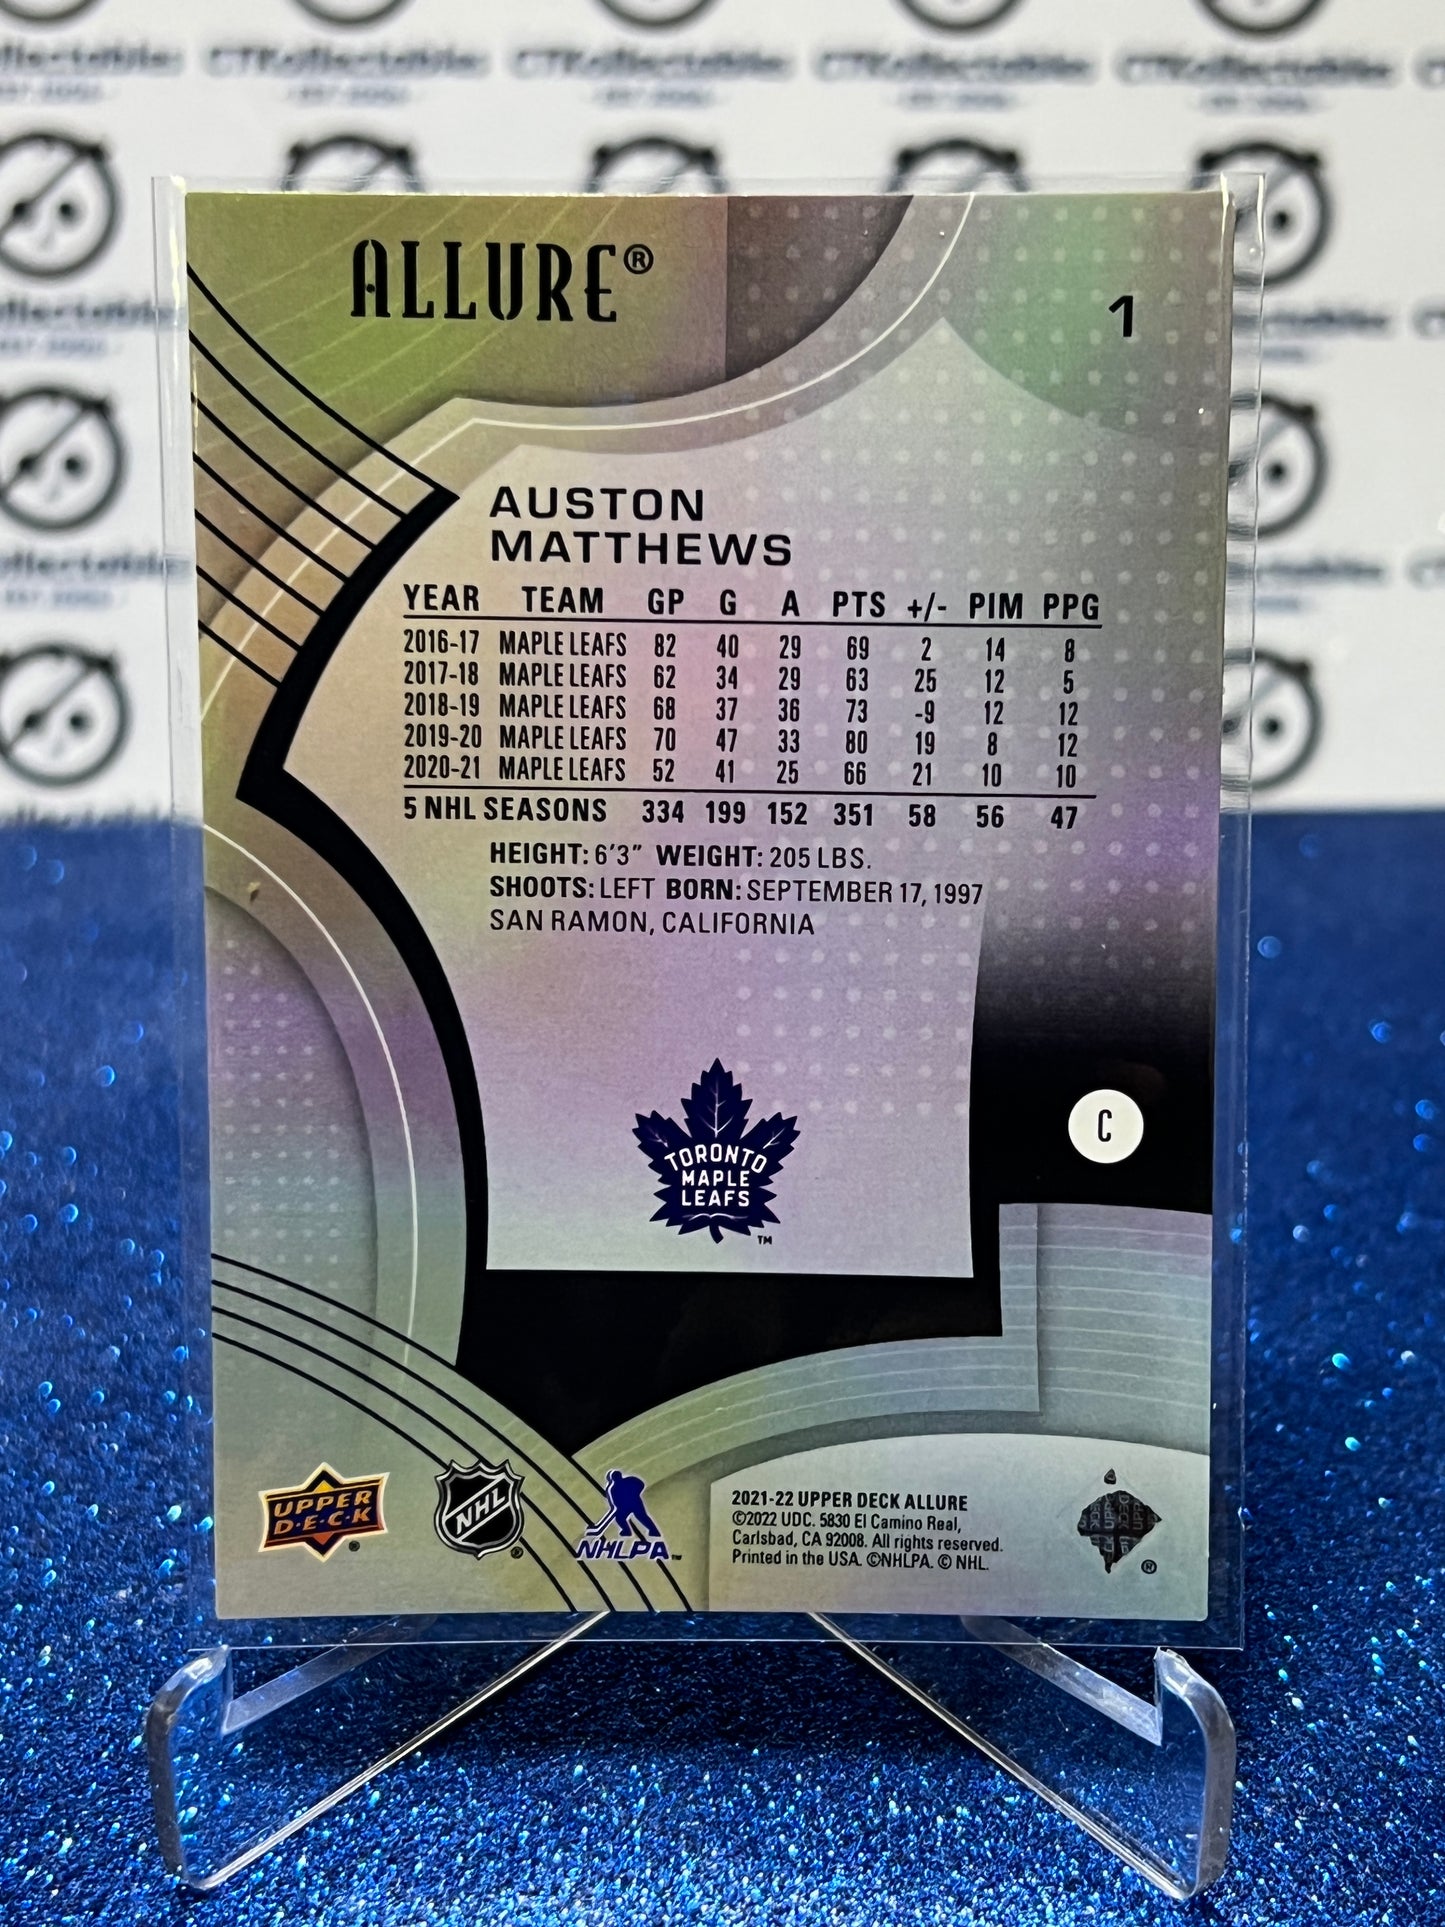 CTKollectables CTKollectables CTKollectables CTKollectables
ALLURE®
1
AUSTON
MATTHEWS
YEAR TEAM GP G A PTS +/- PIM PPG
2016-17 MAPLE LEAFS 82 40 29 69 2 14 8
2017-18 MAPLE LEAFS 62 34 29 63 25 12 5
2018-19 MAPLE LEAFS 68 37 36 73 -9 12 12
2019-20 MAPLE LEAFS 70 47 33 80 19 8 12
2020-21 MAPLE LEAFS 52 41 25 66 21 10 10
5 NHL SEASONS 334 199 152 351 58 56 47
HEIGHT: 6'3" WEIGHT: 205 LBS.
SHOOTS: LEFT BORN: SEPTEMBER 17, 1997
SAN RAMON, CALIFORNIA
C
TORONTO
MAPLE
LEAFS
™
UPPER
D•E•C•K
®
NHL
®
NHLPA™
2021-22 UPPER DECK ALLURE
©2022 UDC. 5830 El Camino Real,
Carlsbad, CA 92008. All rights reserved.
Printed in the USA. ©NHLPA. © NHL.
®